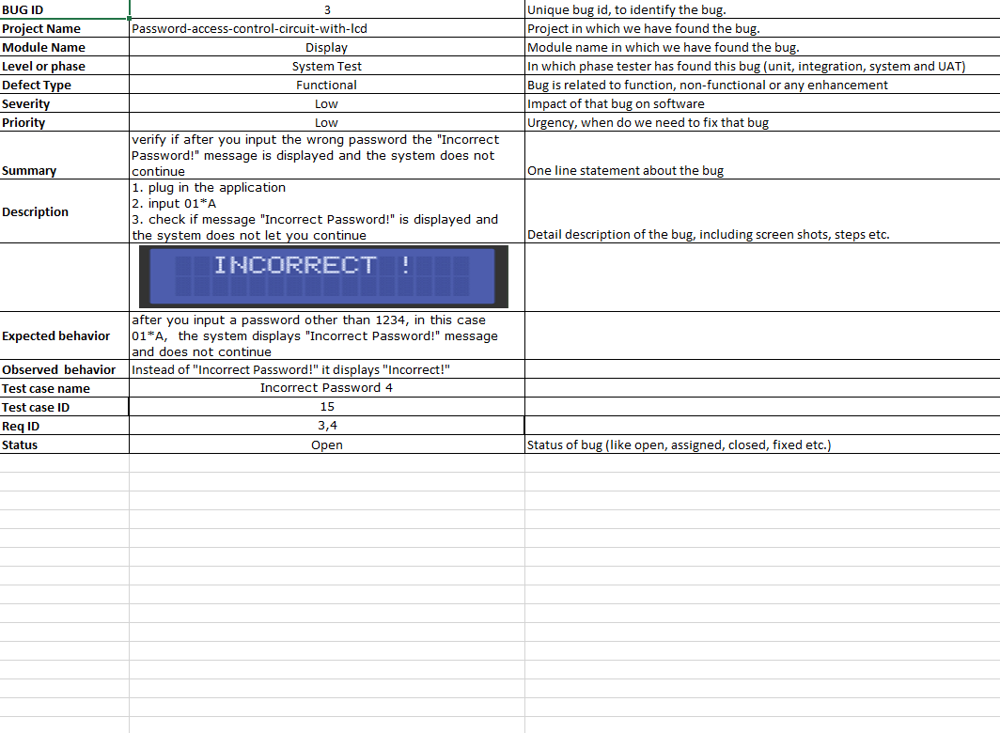 BUG ID 3 Unique bug id, to identify the bug.
Project Name Password-access-control-circuit-with-lcd Project in which we have found the bug.
Module Name Display Module name in which we have found the bug.
Level or phase System Test In which phase tester has found this bug (unit, integration, system and UAT)
Defect Type Functional Bug is related to function, non-functional or any enhancement
Severity Low Impact of that bug on software
Priority Low Urgency, when do we need to fix that bug
Summary
verify if after you input the wrong password the "Incorrect
Password!" message is displayed and the system does not
continue
One line statement about the bug
Description
1. plug in the application
2. input 01*A
3. check if message "Incorrect Password!" is displayed and
the system does not let you continue
Detail description of the bug, including screen shots, steps etc.
INCORRECT !
Expected behavior
after you input a password other than 1234, in this case
01*A,  the system displays "Incorrect Password!" message
and does not continue
Observed  behavior Instead of "Incorrect Password!" it displays "Incorrect!"
Test case name Incorrect Password 4
Test case ID 15
Req ID 3,4
Status Open Status of bug (like open, assigned, closed, fixed etc.)